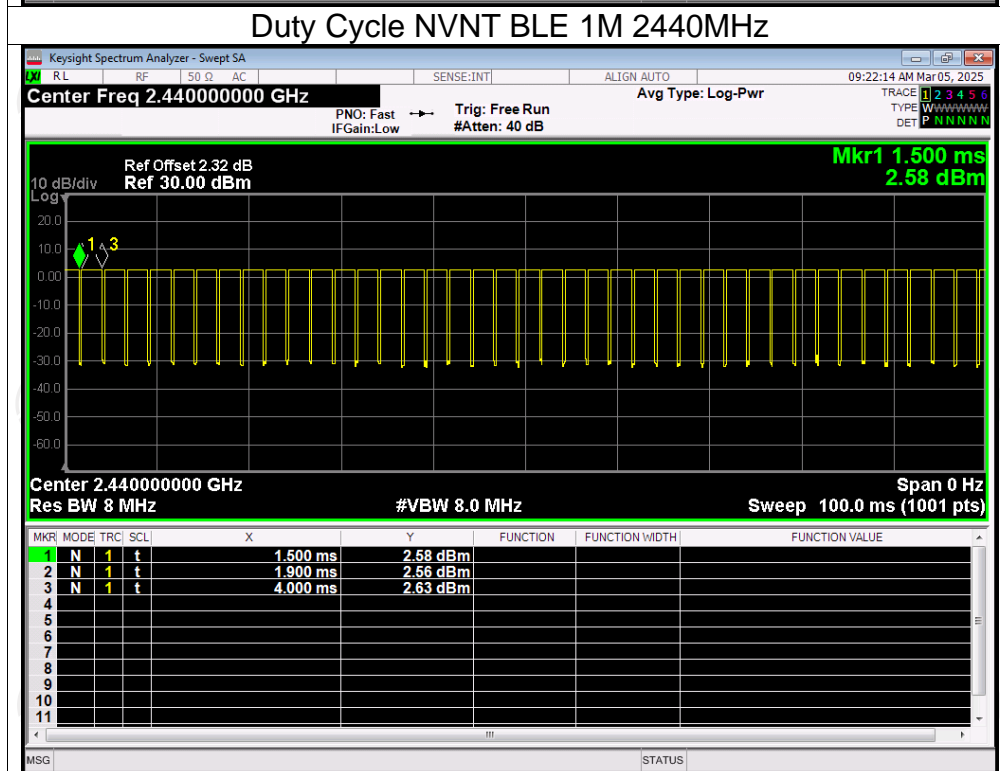 Duty Cycle NVNT BLE 1M 2440MHz
Keysight Spectrum Analyzer - Swept SA
LXI RL RF 50 Ω AC SENSE:INT ALIGN AUTO 09:22:14 AM Mar 05, 2025
Center Freq 2.440000000 GHz Avg Type: Log-Pwr TRACE 1 2 3 4 5 6
PNO: Fast Trig: Free Run TYPE WWWWWWW
IFGain:Low #Atten: 40 dB DET P N N N N N
Mkr1 1.500 ms
Ref Offset 2.32 dB
10 dB/div Ref 30.00 dBm 2.58 dBm
Log
20.0
10.0
1 3
0.00
-10.0
-20.0
-30.0
-40.0
-50.0
-60.0
Center 2.440000000 GHz Span 0 Hz
Res BW 8 MHz #VBW 8.0 MHz Sweep 100.0 ms (1001 pts)
MKR MODE TRC SCL X Y FUNCTION FUNCTION WIDTH FUNCTION VALUE
1 N 1 t 1.500 ms 2.58 dBm
2 N 1 t 1.900 ms 2.56 dBm
3 N 1 t 4.000 ms 2.63 dBm
4
5
6
7
8
9
10
11
MSG STATUS